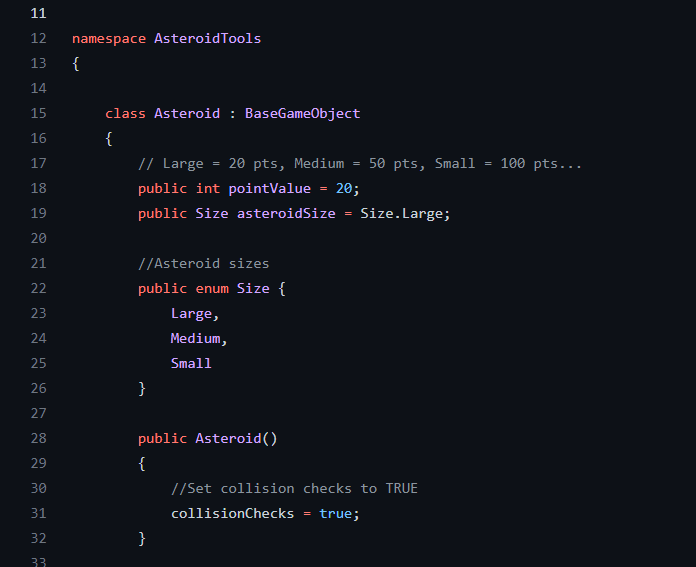 11
12 namespace AsteroidTools
13 {
14
15 class Asteroid : BaseGameObject
16 {
17 // Large = 20 pts, Medium = 50 pts, Small = 100 pts...
18 public int pointValue = 20;
19 public Size asteroidSize = Size.Large;
20
21 //Asteroid sizes
22 public enum Size {
23 Large,
24 Medium,
25 Small
26 }
27
28 public Asteroid()
29 {
30 //Set collision checks to TRUE
31 collisionChecks = true;
32 }
33